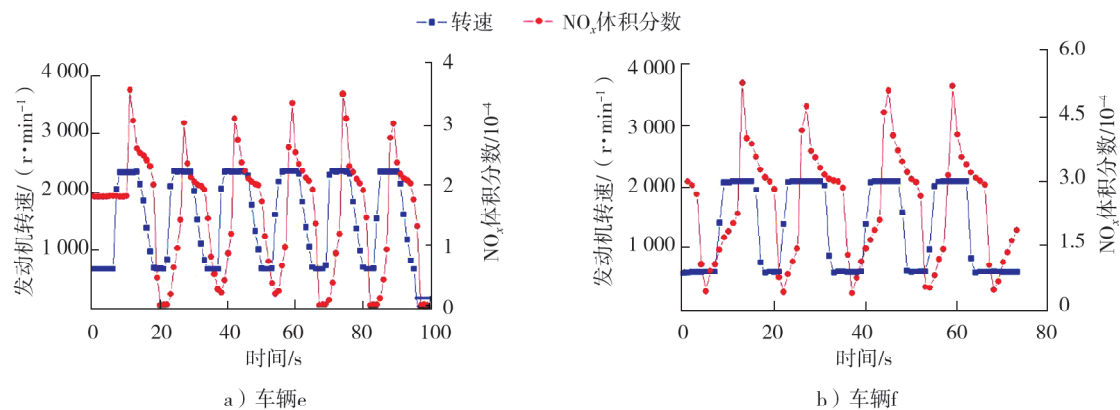 转速 NOx体积分数
4 000
3 000
2 000
1 000
发动机转速/（r·min⁻¹）
4
3
2
1
0
NOx体积分数/10⁻⁴
0 20 40 60 80 100
时间/s
a）车辆e
4 000
3 000
2 000
1 000
发动机转速/（r·min⁻¹）
6.0
4.5
3.0
1.5
0
NOx体积分数/10⁻⁴
0 20 40 60 80
时间/s
b）车辆f